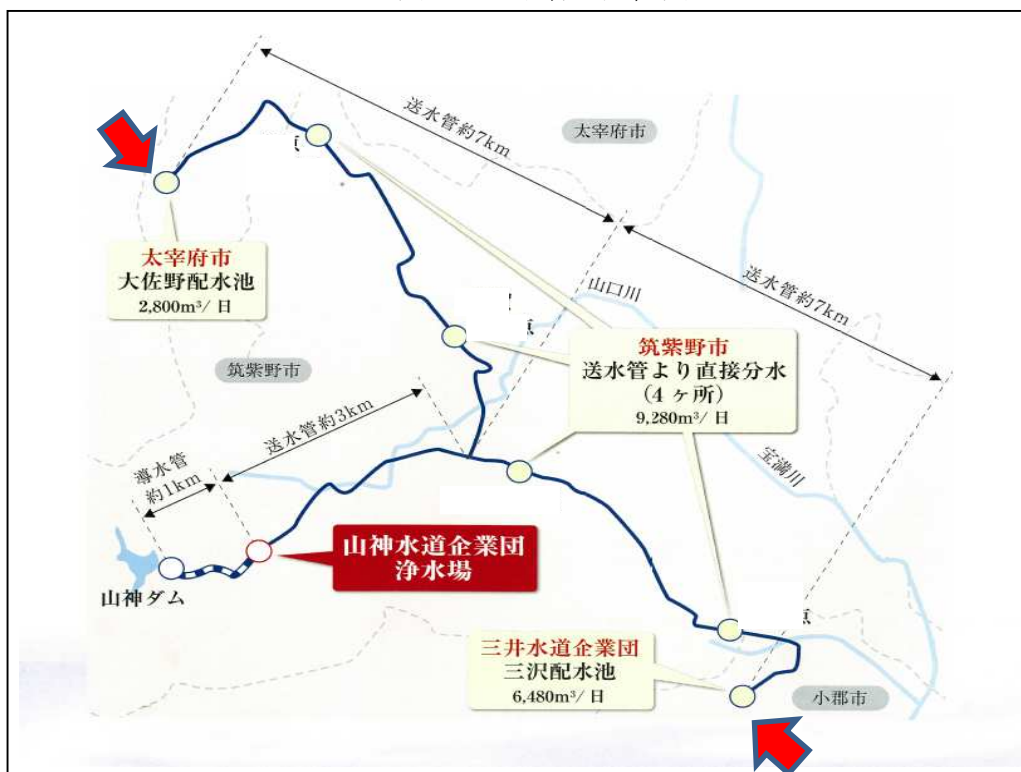 送水管約7km
太宰府市
点
太宰府市
大佐野配水池
2,800m³/ 日
送水管約7km
山口川
点
筑紫野市
筑紫野市
送水管より直接分水
(4 ヶ所)
9,280m³/ 日
送水管約3km
導水管
約1km
宝満川
山神水道企業団
浄水場
山神ダム
点
三井水道企業団
三沢配水池
6,480m³/ 日
小郡市